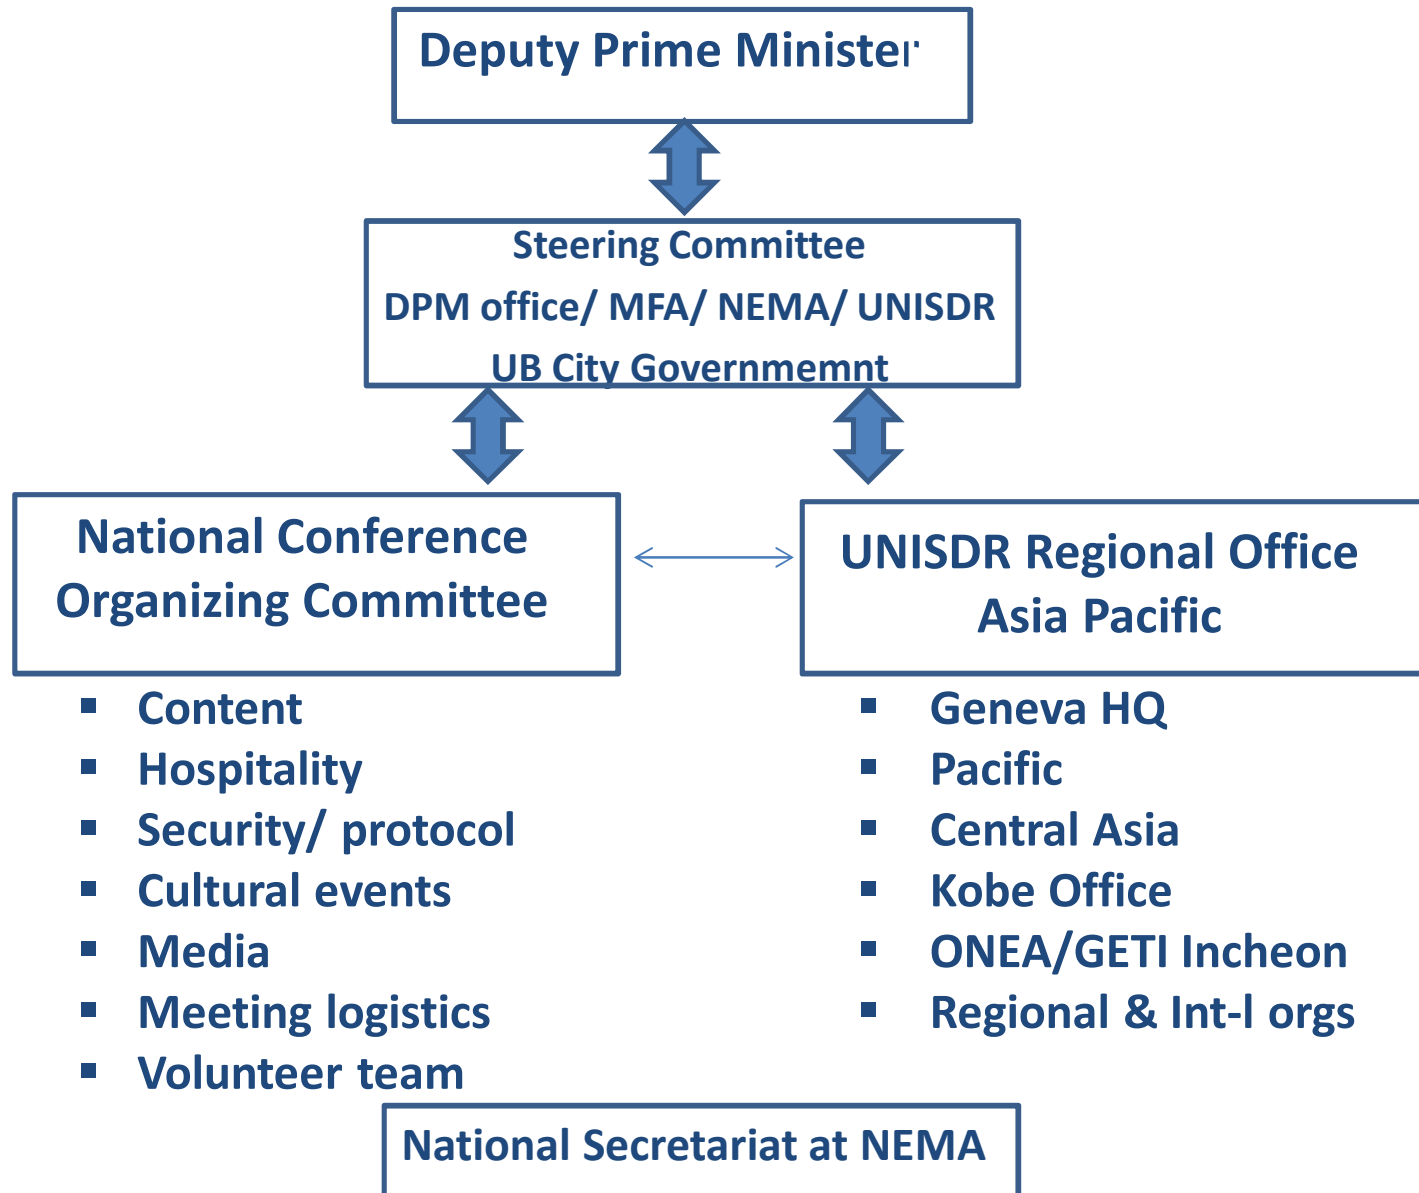 Deputy Prime Minister
Steering Committee
DPM office/ MFA/ NEMA/ UNISDR
UB City Governmemnt
National Conference
Organizing Committee
UNISDR Regional Office
Asia Pacific
▪ Content
▪ Hospitality
▪ Security/ protocol
▪ Cultural events
▪ Media
▪ Meeting logistics
▪ Volunteer team
▪ Geneva HQ
▪ Pacific
▪ Central Asia
▪ Kobe Office
▪ ONEA/GETI Incheon
▪ Regional & Int-l orgs
National Secretariat at NEMA